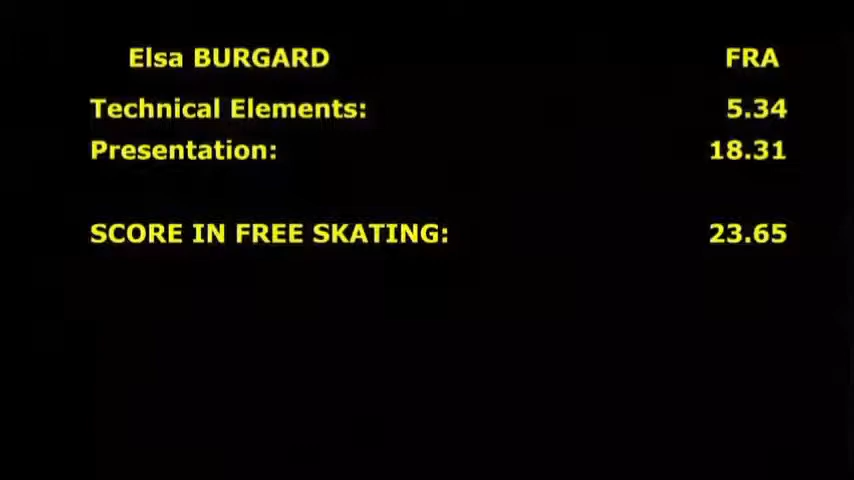 Elsa BURGARD FRA
Technical Elements: 5.34
Presentation: 18.31
SCORE IN FREE SKATING: 23.65